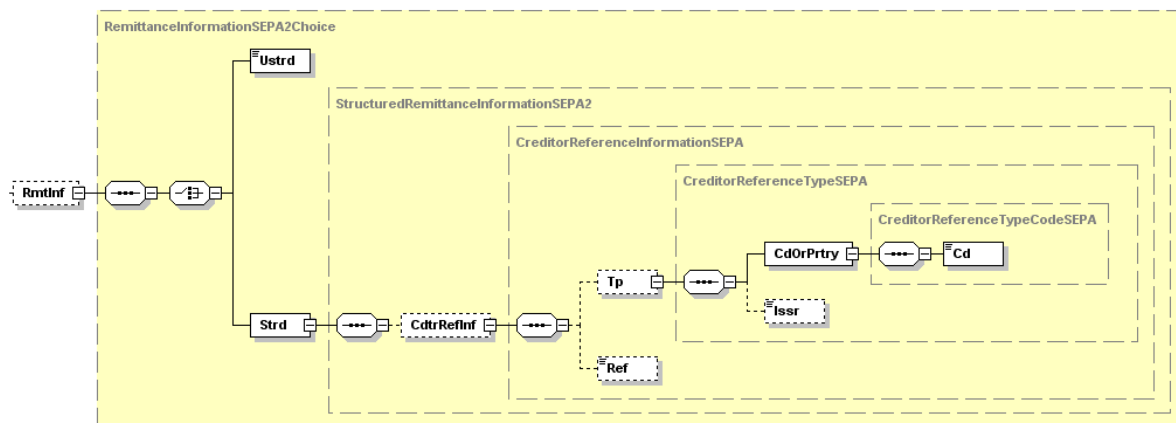 RemittanceInformationSEPA2Choice
Ustrd
StructuredRemittanceInformationSEPA2
CreditorReferenceInformationSEPA
RmtInf
CreditorReferenceTypeSEPA
CreditorReferenceTypeCodeSEPA
CdOrPrtry
Cd
Tp
Issr
Strd
CdtrRefInf
Ref